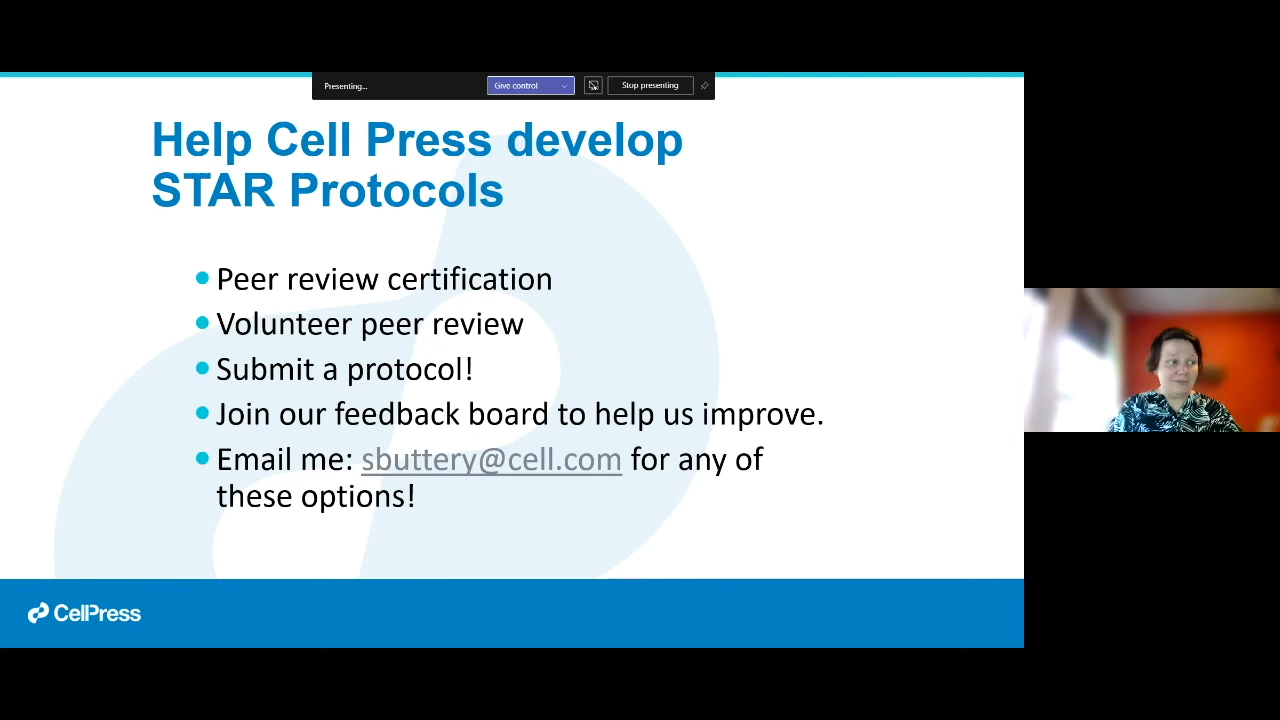 Presenting...
Give control
Stop presenting
Help Cell Press develop
STAR Protocols
Peer review certification
Volunteer peer review
Submit a protocol!
Join our feedback board to help us improve.
Email me: sbuttery@cell.com for any of
these options!
CellPress